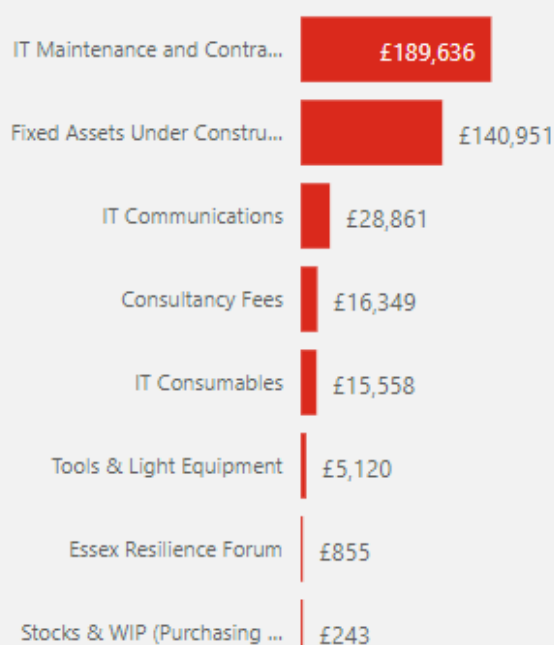 IT Maintenance and Contra... £189,636
Fixed Assets Under Constru... £140,951
IT Communications £28,861
Consultancy Fees £16,349
IT Consumables £15,558
Tools & Light Equipment £5,120
Essex Resilience Forum £855
Stocks & WIP (Purchasing ... £243